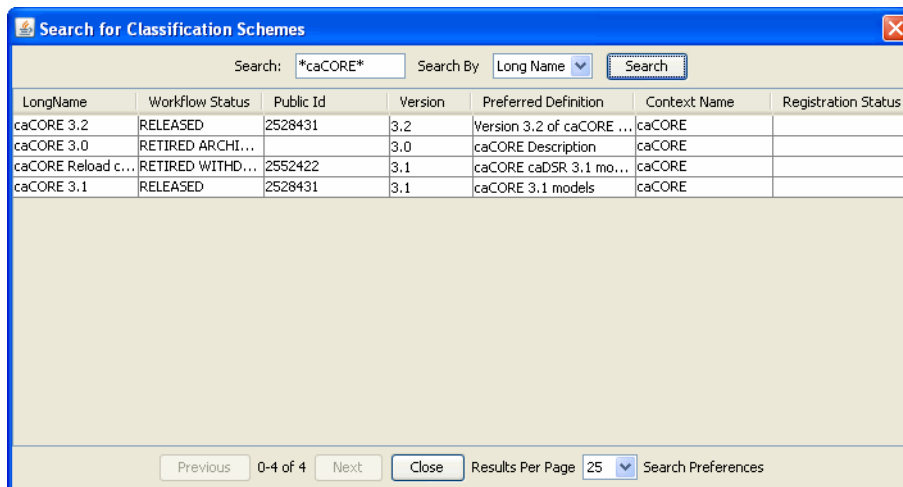 Search for Classification Schemes
Search: *caCORE* Search By Long Name Search
LongName Workflow Status Public Id Version Preferred Definition Context Name Registration Status
caCORE 3.2 RELEASED 2528431 3.2 Version 3.2 of caCORE ... caCORE
caCORE 3.0 RETIRED ARCHI... 3.0 caCORE Description caCORE
caCORE Reload c... RETIRED WITHD... 2552422 3.1 caCORE caDSR 3.1 mo... caCORE
caCORE 3.1 RELEASED 2528431 3.1 caCORE 3.1 models caCORE
Previous 0-4 of 4 Next Close Results Per Page 25 Search Preferences